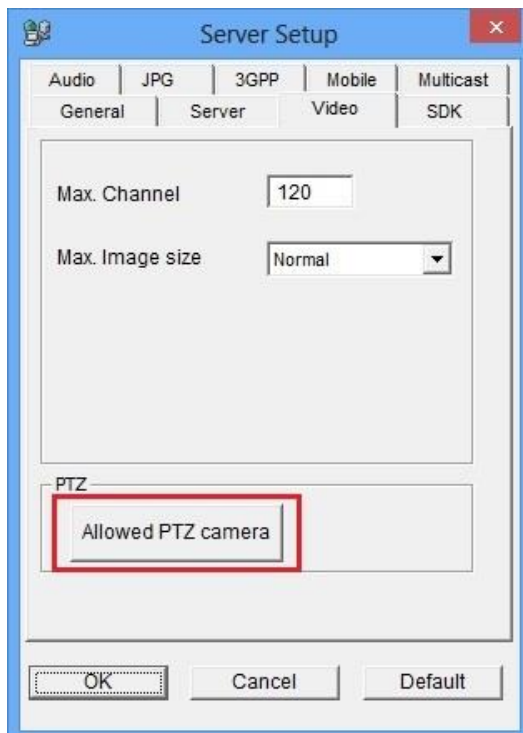 Server Setup
Audio JPG 3GPP Mobile Multicast
General Server Video SDK
Max. Channel 120
Max. Image size Normal
PTZ
Allowed PTZ camera
OK Cancel Default